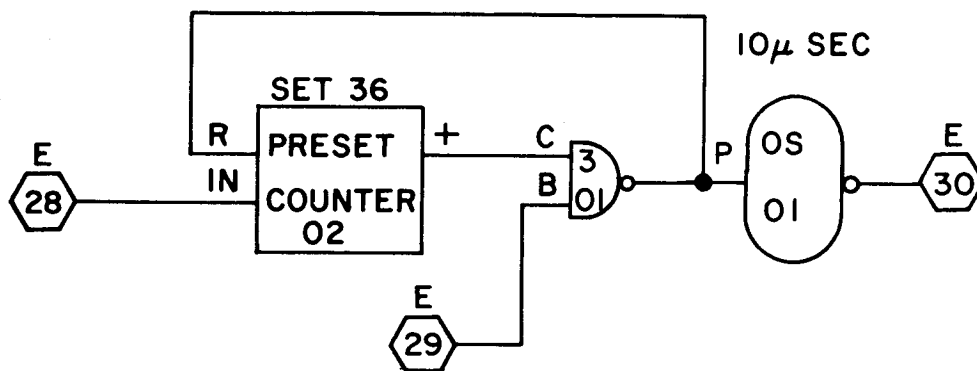 10μ SEC
SET 36
R
PRESET
+
C
3
P
OS
E
E
IN
B
28
COUNTER
01
01
30
02
E
29